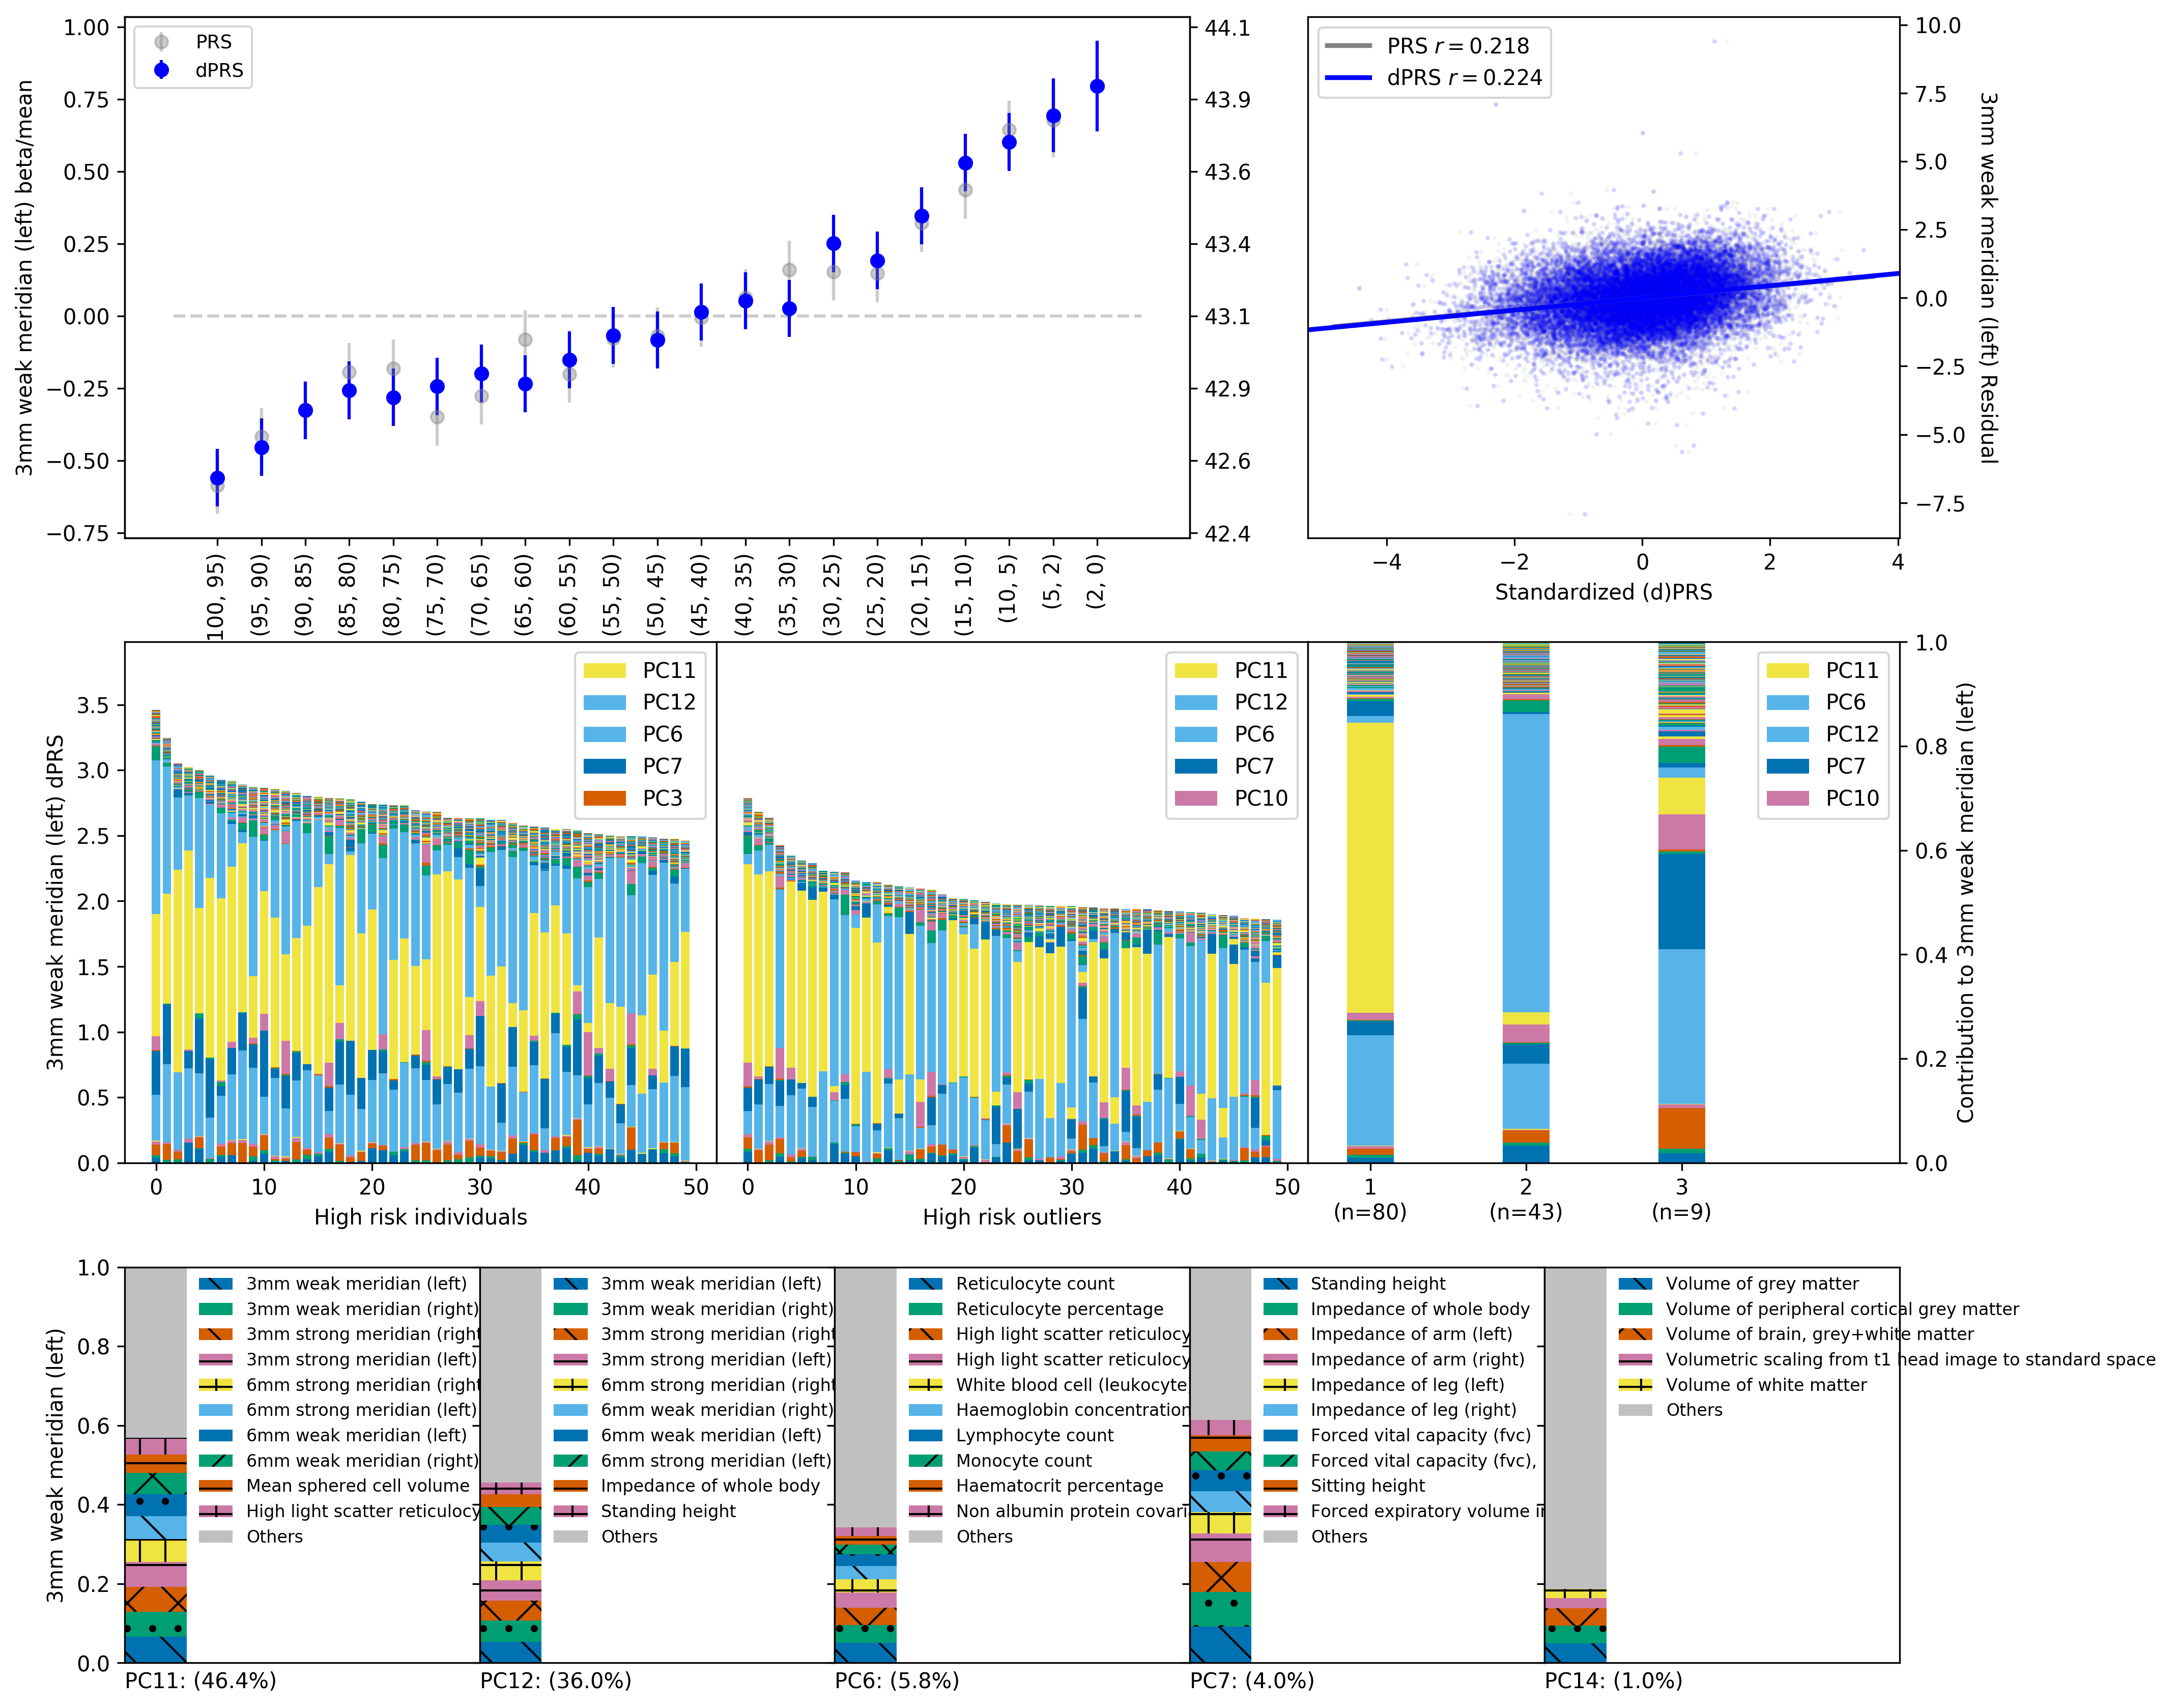 3mm weak meridian (left) beta/mean
1.00
0.75
0.50
0.25
0.00
−0.25
−0.50
−0.75
PRS
dPRS
44.1
43.9
43.6
43.4
43.1
42.9
42.6
42.4
100, 95)
(95, 90)
(90, 85)
(85, 80)
(80, 75)
(75, 70)
(70, 65)
(65, 60)
(60, 55)
(55, 50)
(50, 45)
(45, 40)
(40, 35)
(35, 30)
(30, 25)
(25, 20)
(20, 15)
(15, 10)
(10, 5)
(5, 2)
(2, 0)
PRS r = 0.218
dPRS r = 0.224
10.0
7.5
5.0
2.5
0.0
−2.5
−5.0
−7.5
3mm weak meridian (left) Residual
−4
−2
0
2
4
Standardized (d)PRS
3mm weak meridian (left) dPRS
3.5
3.0
2.5
2.0
1.5
1.0
0.5
0.0
PC11
PC12
PC6
PC7
PC3
0
10
20
30
40
50
High risk individuals
PC11
PC12
PC6
PC7
PC10
0
10
20
30
40
50
High risk outliers
PC11
PC6
PC12
PC7
PC10
1
(n=80)
2
(n=43)
3
(n=9)
1.0
0.8
0.6
0.4
0.2
0.0
Contribution to 3mm weak meridian (left)
3mm weak meridian (left)
1.0
0.8
0.6
0.4
0.2
0.0
3mm weak meridian (left)
3mm weak meridian (right)
3mm strong meridian (right
3mm strong meridian (left)
6mm strong meridian (right
6mm strong meridian (left)
6mm weak meridian (left)
6mm weak meridian (right)
Mean sphered cell volume
High light scatter reticulocy
Others
PC11: (46.4%)
3mm weak meridian (left)
3mm weak meridian (right)
3mm strong meridian (right
3mm strong meridian (left)
6mm strong meridian (right
6mm weak meridian (right)
6mm weak meridian (left)
6mm strong meridian (left)
Impedance of whole body
Standing height
Others
PC12: (36.0%)
Reticulocyte count
Reticulocyte percentage
High light scatter reticulocy
High light scatter reticulocy
White blood cell (leukocyte
Haemoglobin concentration
Lymphocyte count
Monocyte count
Haematocrit percentage
Non albumin protein covari
Others
PC6: (5.8%)
Standing height
Impedance of whole body
Impedance of arm (left)
Impedance of arm (right)
Impedance of leg (left)
Impedance of leg (right)
Forced vital capacity (fvc)
Forced vital capacity (fvc),
Sitting height
Forced expiratory volume in
Others
PC7: (4.0%)
Volume of grey matter
Volume of peripheral cortical grey matter
Volume of brain, grey+white matter
Volumetric scaling from t1 head image to standard space
Volume of white matter
Others
PC14: (1.0%)